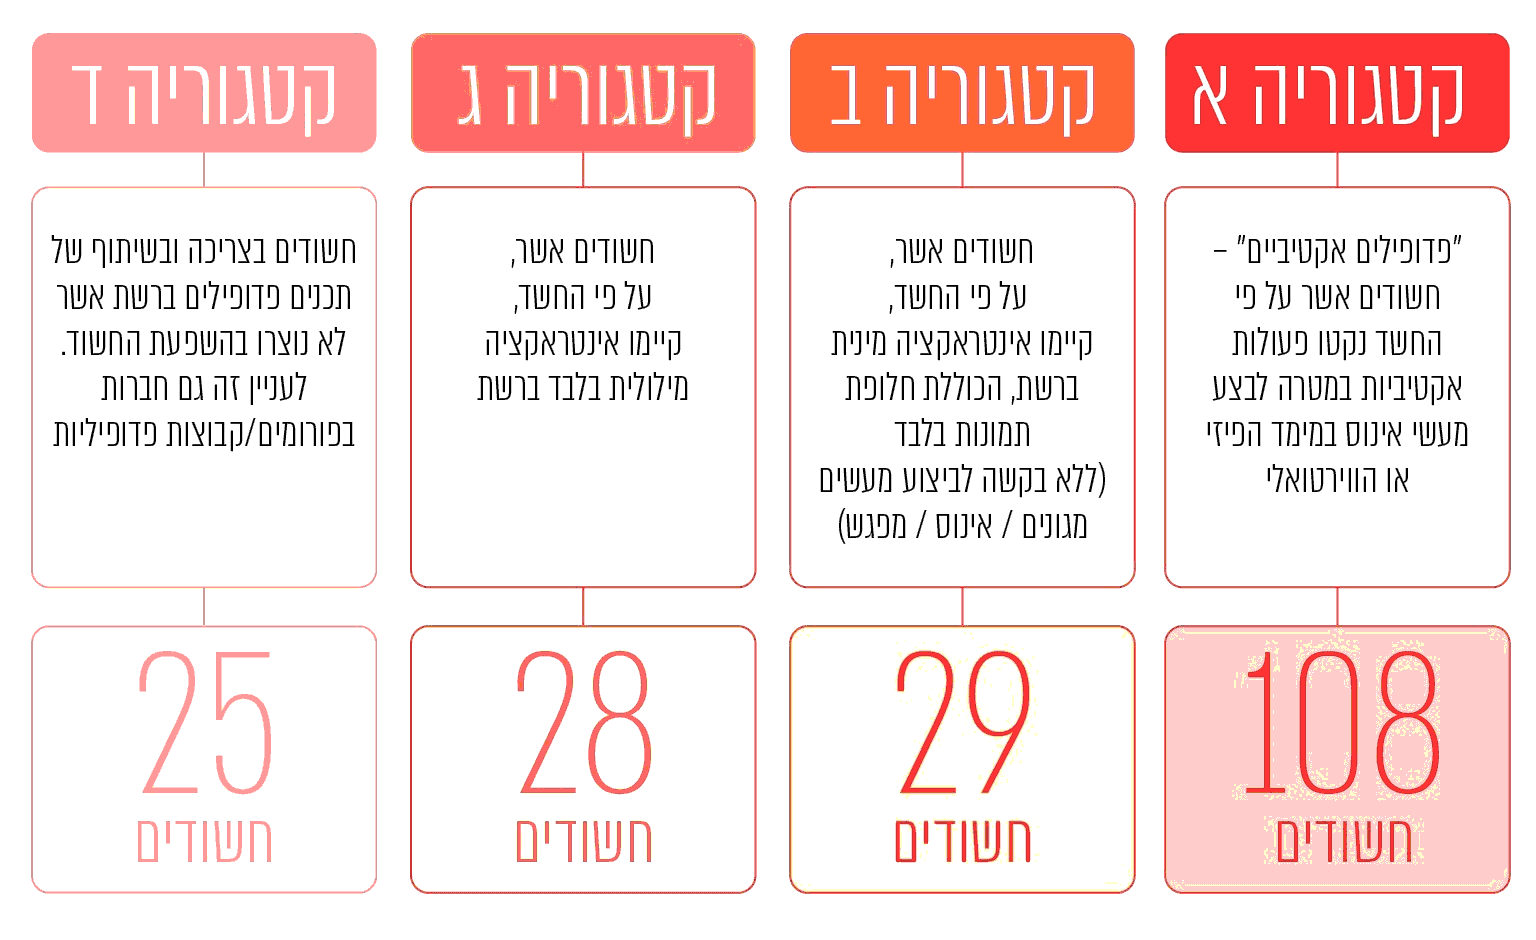 קטגוריה א
"פדופילים אקטיביים" –
חשודים אשר על פי
החשד נקטו פעולות
אקטיביות במטרה לבצע
מעשי אינוס במימד הפיזי
או הווירטואלי
108
חשודים
קטגוריה ב
חשודים אשר,
על פי החשד,
קיימו אינטראקציה מינית
ברשת, הכוללת חלופת
תמונות בלבד
(ללא בקשה לביצוע מעשים
מגונים / אינוס / מפגש)
29
חשודים
קטגוריה ג
חשודים אשר,
על פי החשד,
קיימו אינטראקציה
מילולית בלבד ברשת
28
חשודים
קטגוריה ד
חשודים בצריכה ובשיתוף של
תכנים פדופילים ברשת אשר
לא נוצרו בהשפעת החשוד.
לעניין זה גם חברות
בפורומים/קבוצות פדופיליות
25
חשודים